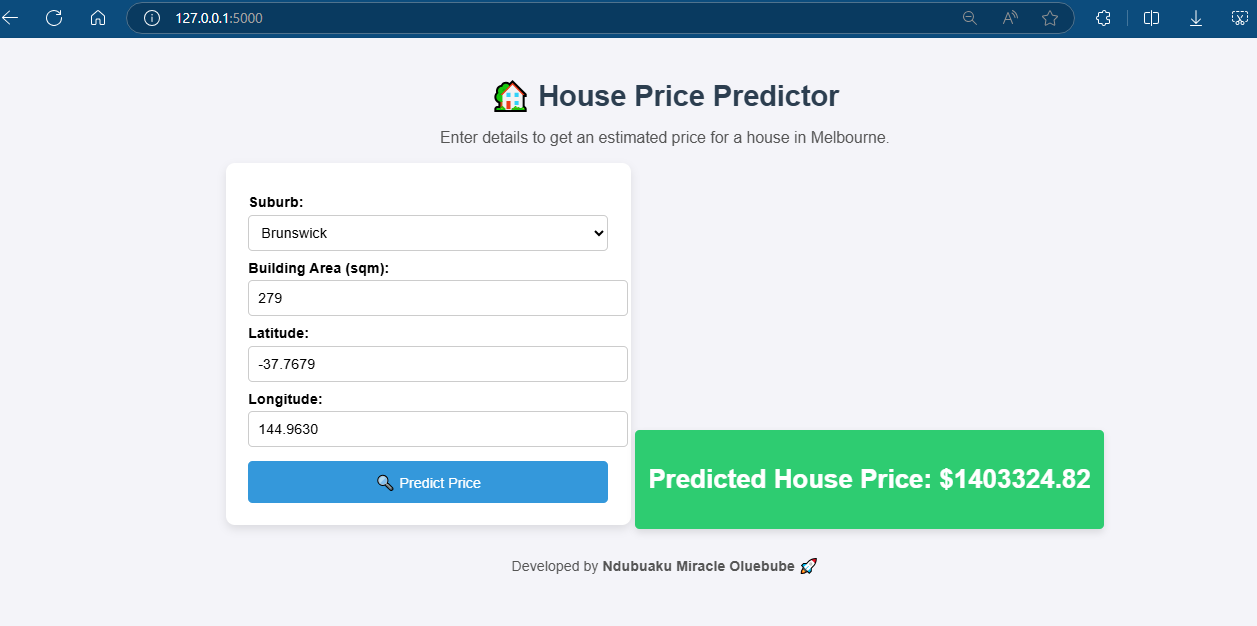 127.0.0.1:5000
House Price Predictor
Enter details to get an estimated price for a house in Melbourne.
Suburb:
Brunswick
Building Area (sqm):
279
Latitude:
-37.7679
Longitude:
144.9630
Predict Price
Predicted House Price: $1403324.82
Developed by Ndubuaku Miracle Oluebube